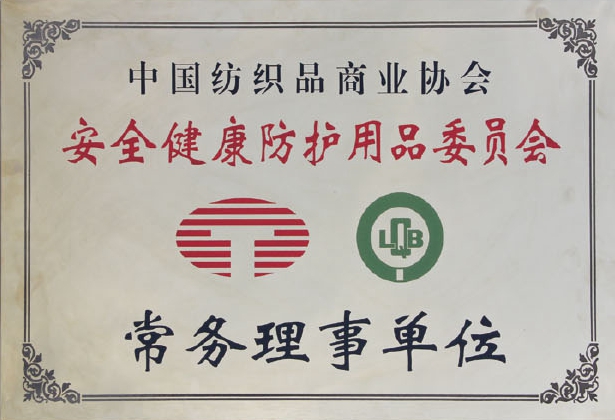 中国纺织品商业协会
安全健康防护用品委员会
LQB
常务理事单位